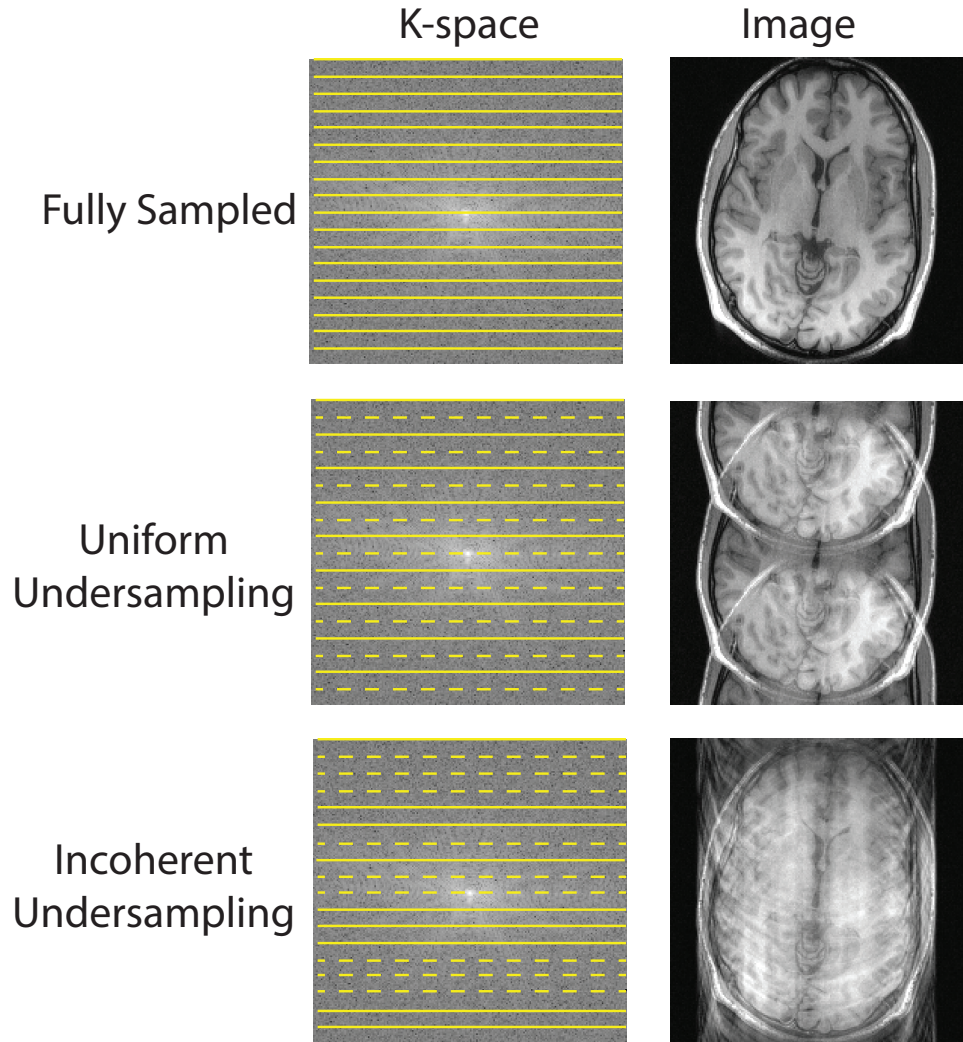 K-space
Image
Fully Sampled
Uniform
Undersampling
Incoherent
Undersampling